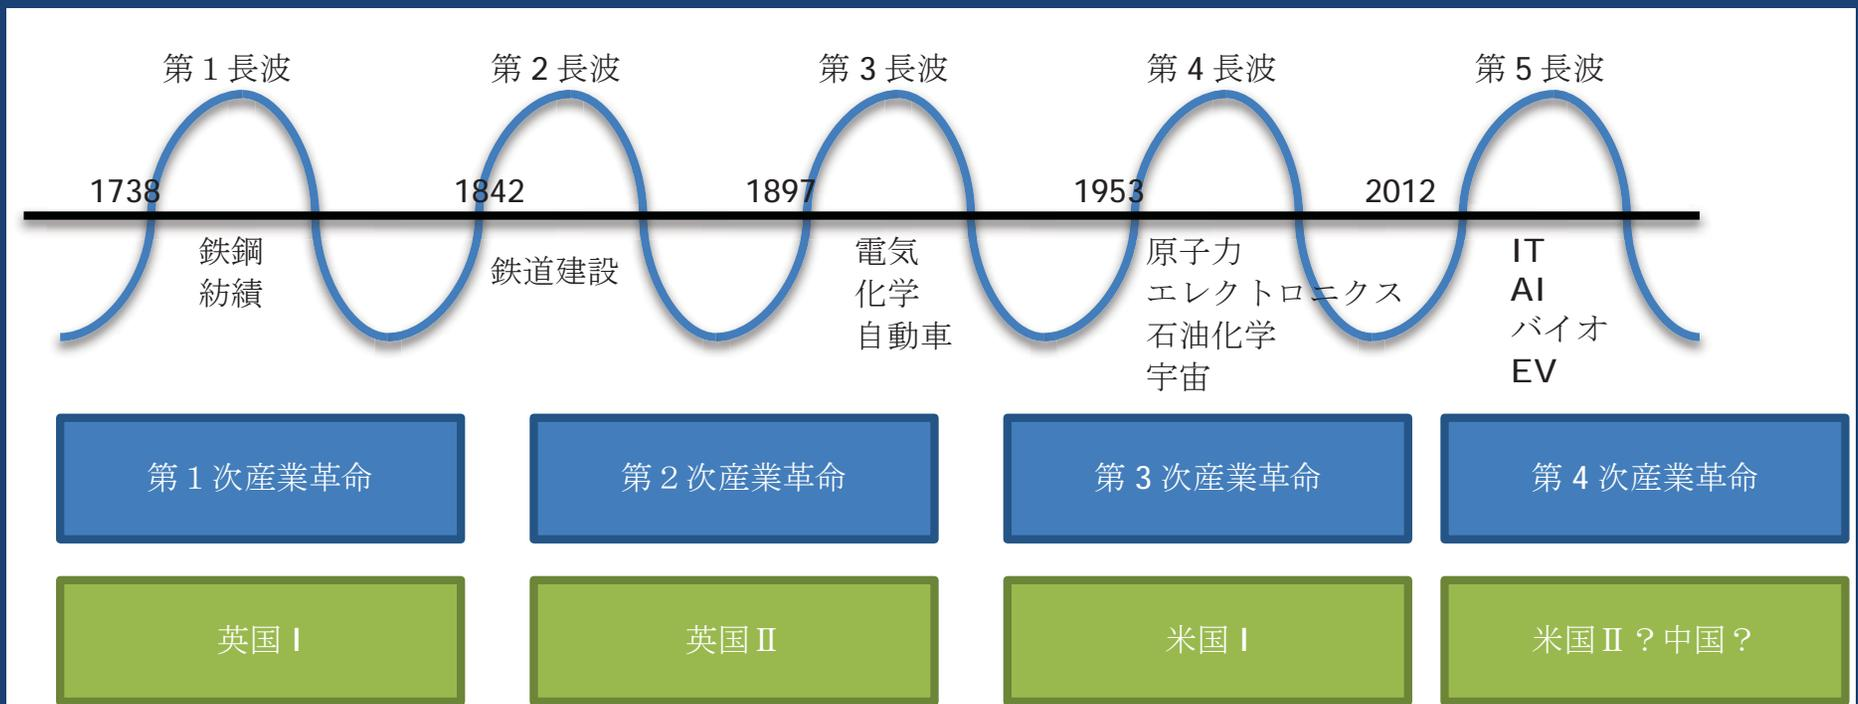 第１長波
第 2 長波
第 3 長波
第 4 長波
第 5 長波
1738
1842
1897
1953
2012
鉄鋼
紡績
鉄道建設
電気
化学
自動車
原子力
エレクトロニクス
石油化学
宇宙
IT
AI
バイオ
EV
第１次産業革命
第２次産業革命
第 3 次産業革命
第 4 次産業革命
英国 I
英国Ⅱ
米国 I
米国Ⅱ？中国？